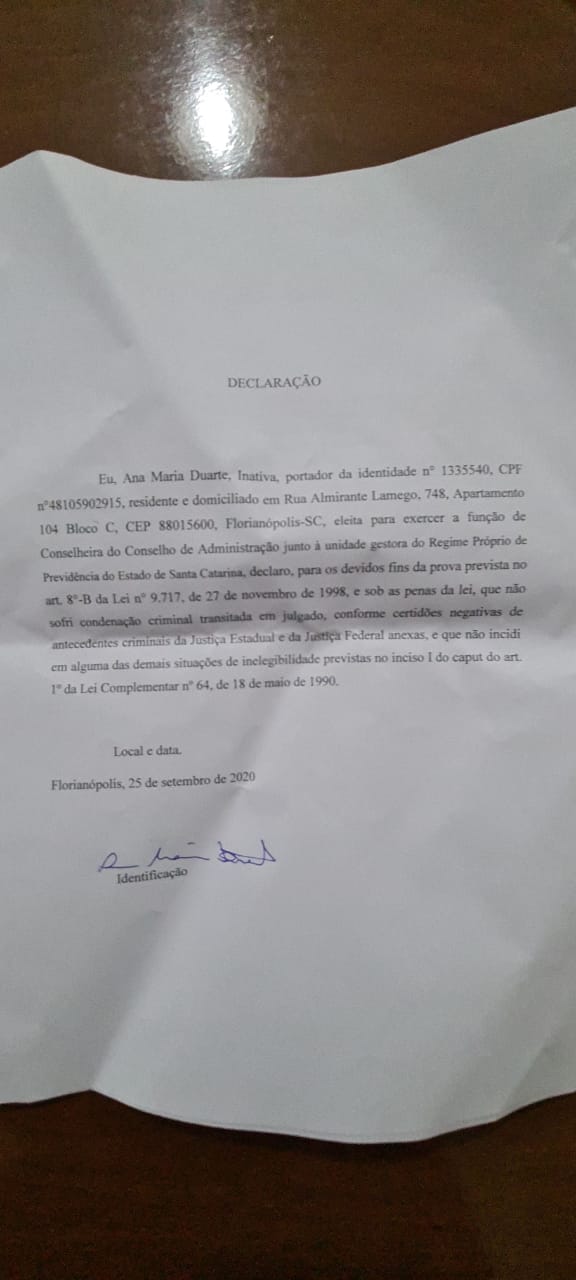 DECLARAÇÃO
Eu, Ana Maria Duarte, Inativa, portador da identidade n° 1335540, CPF
n°48105902915, residente e domiciliado em Rua Almirante Lamego, 748, Apartamento
104 Bloco C, CEP 88015600, Florianópolis-SC, eleita para exercer a função de
Conselheira do Conselho de Administração junto à unidade gestora do Regime Próprio de
Previdência do Estado de Santa Catarina, declaro, para os devidos fins da prova prevista no
art. 8°-B da Lei n° 9.717, de 27 de novembro de 1998, e sob as penas da lei, que não
sofri condenação criminal transitada em julgado, conforme certidões negativas de
antecedentes criminais da Justiça Estadual e da Justiça Federal anexas, e que não incidi
em alguma das demais situações de inelegibilidade previstas no inciso I do caput do art.
1° da Lei Complementar n° 64, de 18 de maio de 1990.
Local e data.
Florianópolis, 25 de setembro de 2020
Identificação